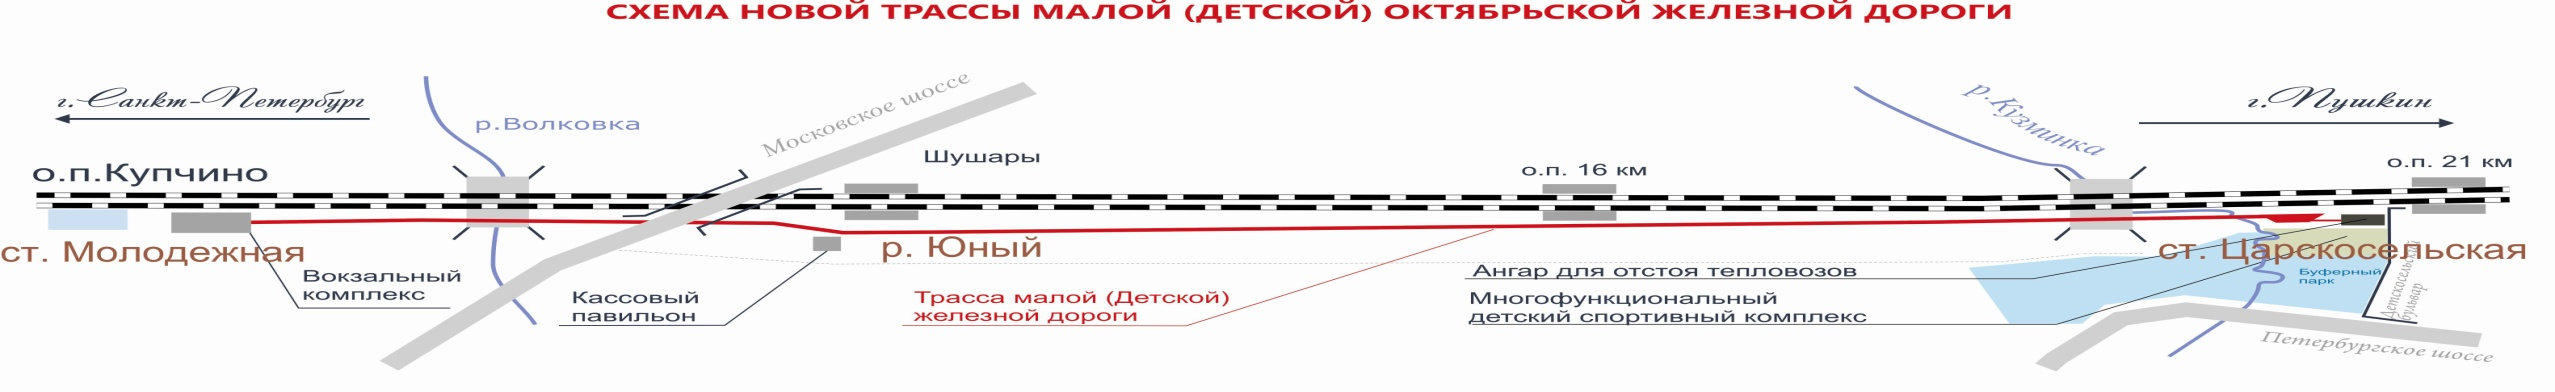 СХЕМА НОВОЙ ТРАССЫ МАЛОЙ (ДЕТСКОЙ) ОКТЯБРЬСКОЙ ЖЕЛЕЗНОЙ ДОРОГИ
г. Санкт-Петербург
р.Волковка
Московское шоссе
р.Кузьминка
г.Пушкин
о.п.Купчино
Шушары
о.п. 16 км
о.п. 21 км
ст. Молодежная
р. Юный
ст. Царскосельская
Вокзальный
комплекс
Кассовый
павильон
Трасса малой (Детской)
железной дороги
Ангар для отстоя тепловозов
Многофункциональный
детский спортивный комплекс
Буферный
парк
Детскосельский
бульвар
Петербургское шоссе